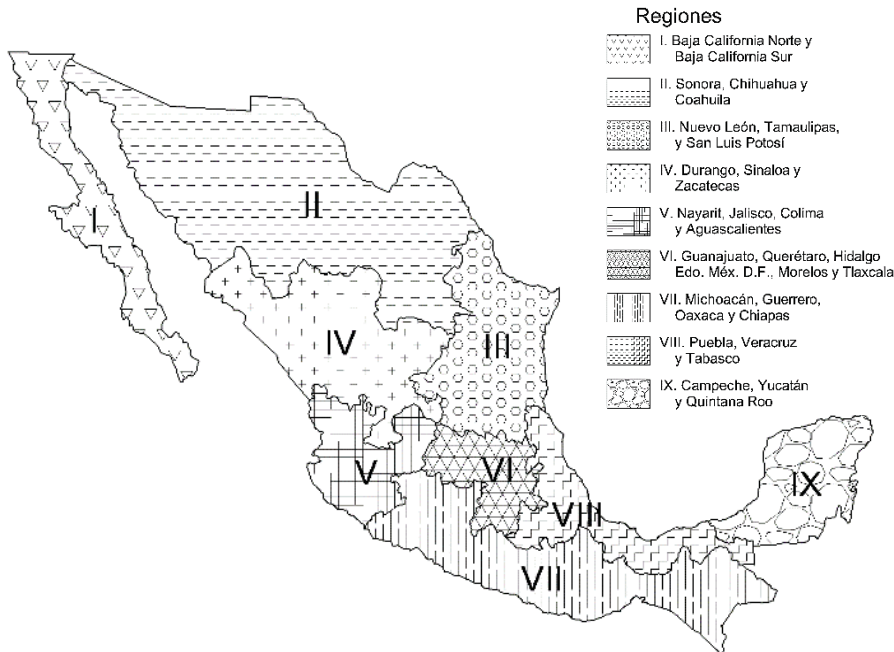 Regiones
I. Baja California Norte y
Baja California Sur
II. Sonora, Chihuahua y
Coahuila
III. Nuevo León, Tamaulipas,
y San Luis Potosí
IV. Durango, Sinaloa y
Zacatecas
V. Nayarit, Jalisco, Colima
y Aguascalientes
VI. Guanajuato, Querétaro, Hidalgo
Edo. Méx. D.F., Morelos y Tlaxcala
VII. Michoacán, Guerrero,
Oaxaca y Chiapas
VIII. Puebla, Veracruz
y Tabasco
IX. Campeche, Yucatán
y Quintana Roo
I
II
III
IV
V
VI
VII
VIII
IX